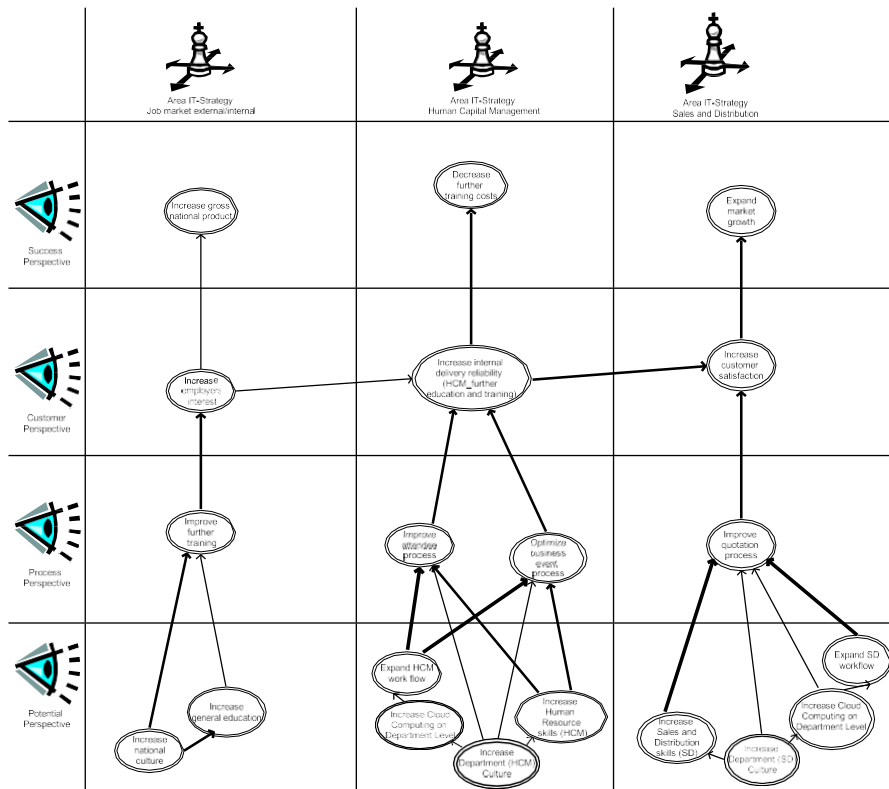 Area IT-Strategy
Job market external/internal
Area IT-Strategy
Human Capital Management
Area IT-Strategy
Sales and Distribution
Success
Perspective
Increase gross
national product
Decrease
further
training costs
Expand
market
growth
Customer
Perspective
Increase
employers
interest
Increase internal
delivery reliability
(HCM_further
education and training)
Increase
customer
satisfaction
Process
Perspective
Improve
further
training
Improve
attendee
process
Optimize
business
event
process
Improve
quotation
process
Potential
Perspective
Increase
national
culture
Increase
general education
Expand HCM
work flow
Increase Cloud
Computing on
Department Level
Increase
Department (HCM)
Culture
Increase
Human
Resource
skills (HCM)
Increase
Sales and
Distribution
skills (SD)
Increase
Department (SD)
Culture
Increase Cloud
Computing on
Department Level
Expand SD
workflow